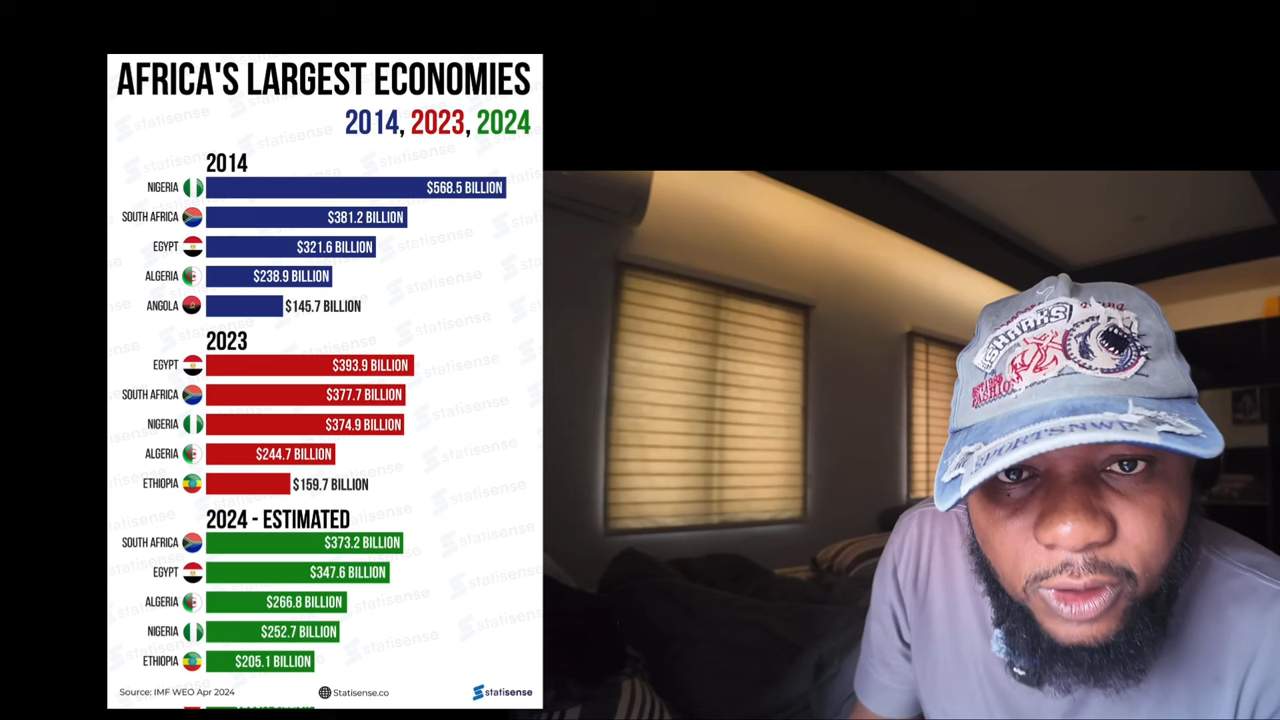 AFRICA'S LARGEST ECONOMIES
2014, 2023, 2024
2014
NIGERIA $568.5 BILLION
SOUTH AFRICA $381.2 BILLION
EGYPT $321.6 BILLION
ALGERIA $238.9 BILLION
ANGOLA $145.7 BILLION
2023
EGYPT $393.9 BILLION
SOUTH AFRICA $377.7 BILLION
NIGERIA $374.9 BILLION
ALGERIA $244.7 BILLION
ETHIOPIA $159.7 BILLION
2024 - ESTIMATED
SOUTH AFRICA $373.2 BILLION
EGYPT $347.6 BILLION
ALGERIA $266.8 BILLION
NIGERIA $252.7 BILLION
ETHIOPIA $205.1 BILLION
Source: IMF WEO Apr 2024 Statisense.co statisense
SHARKS
FASHION
SPORTSNWE